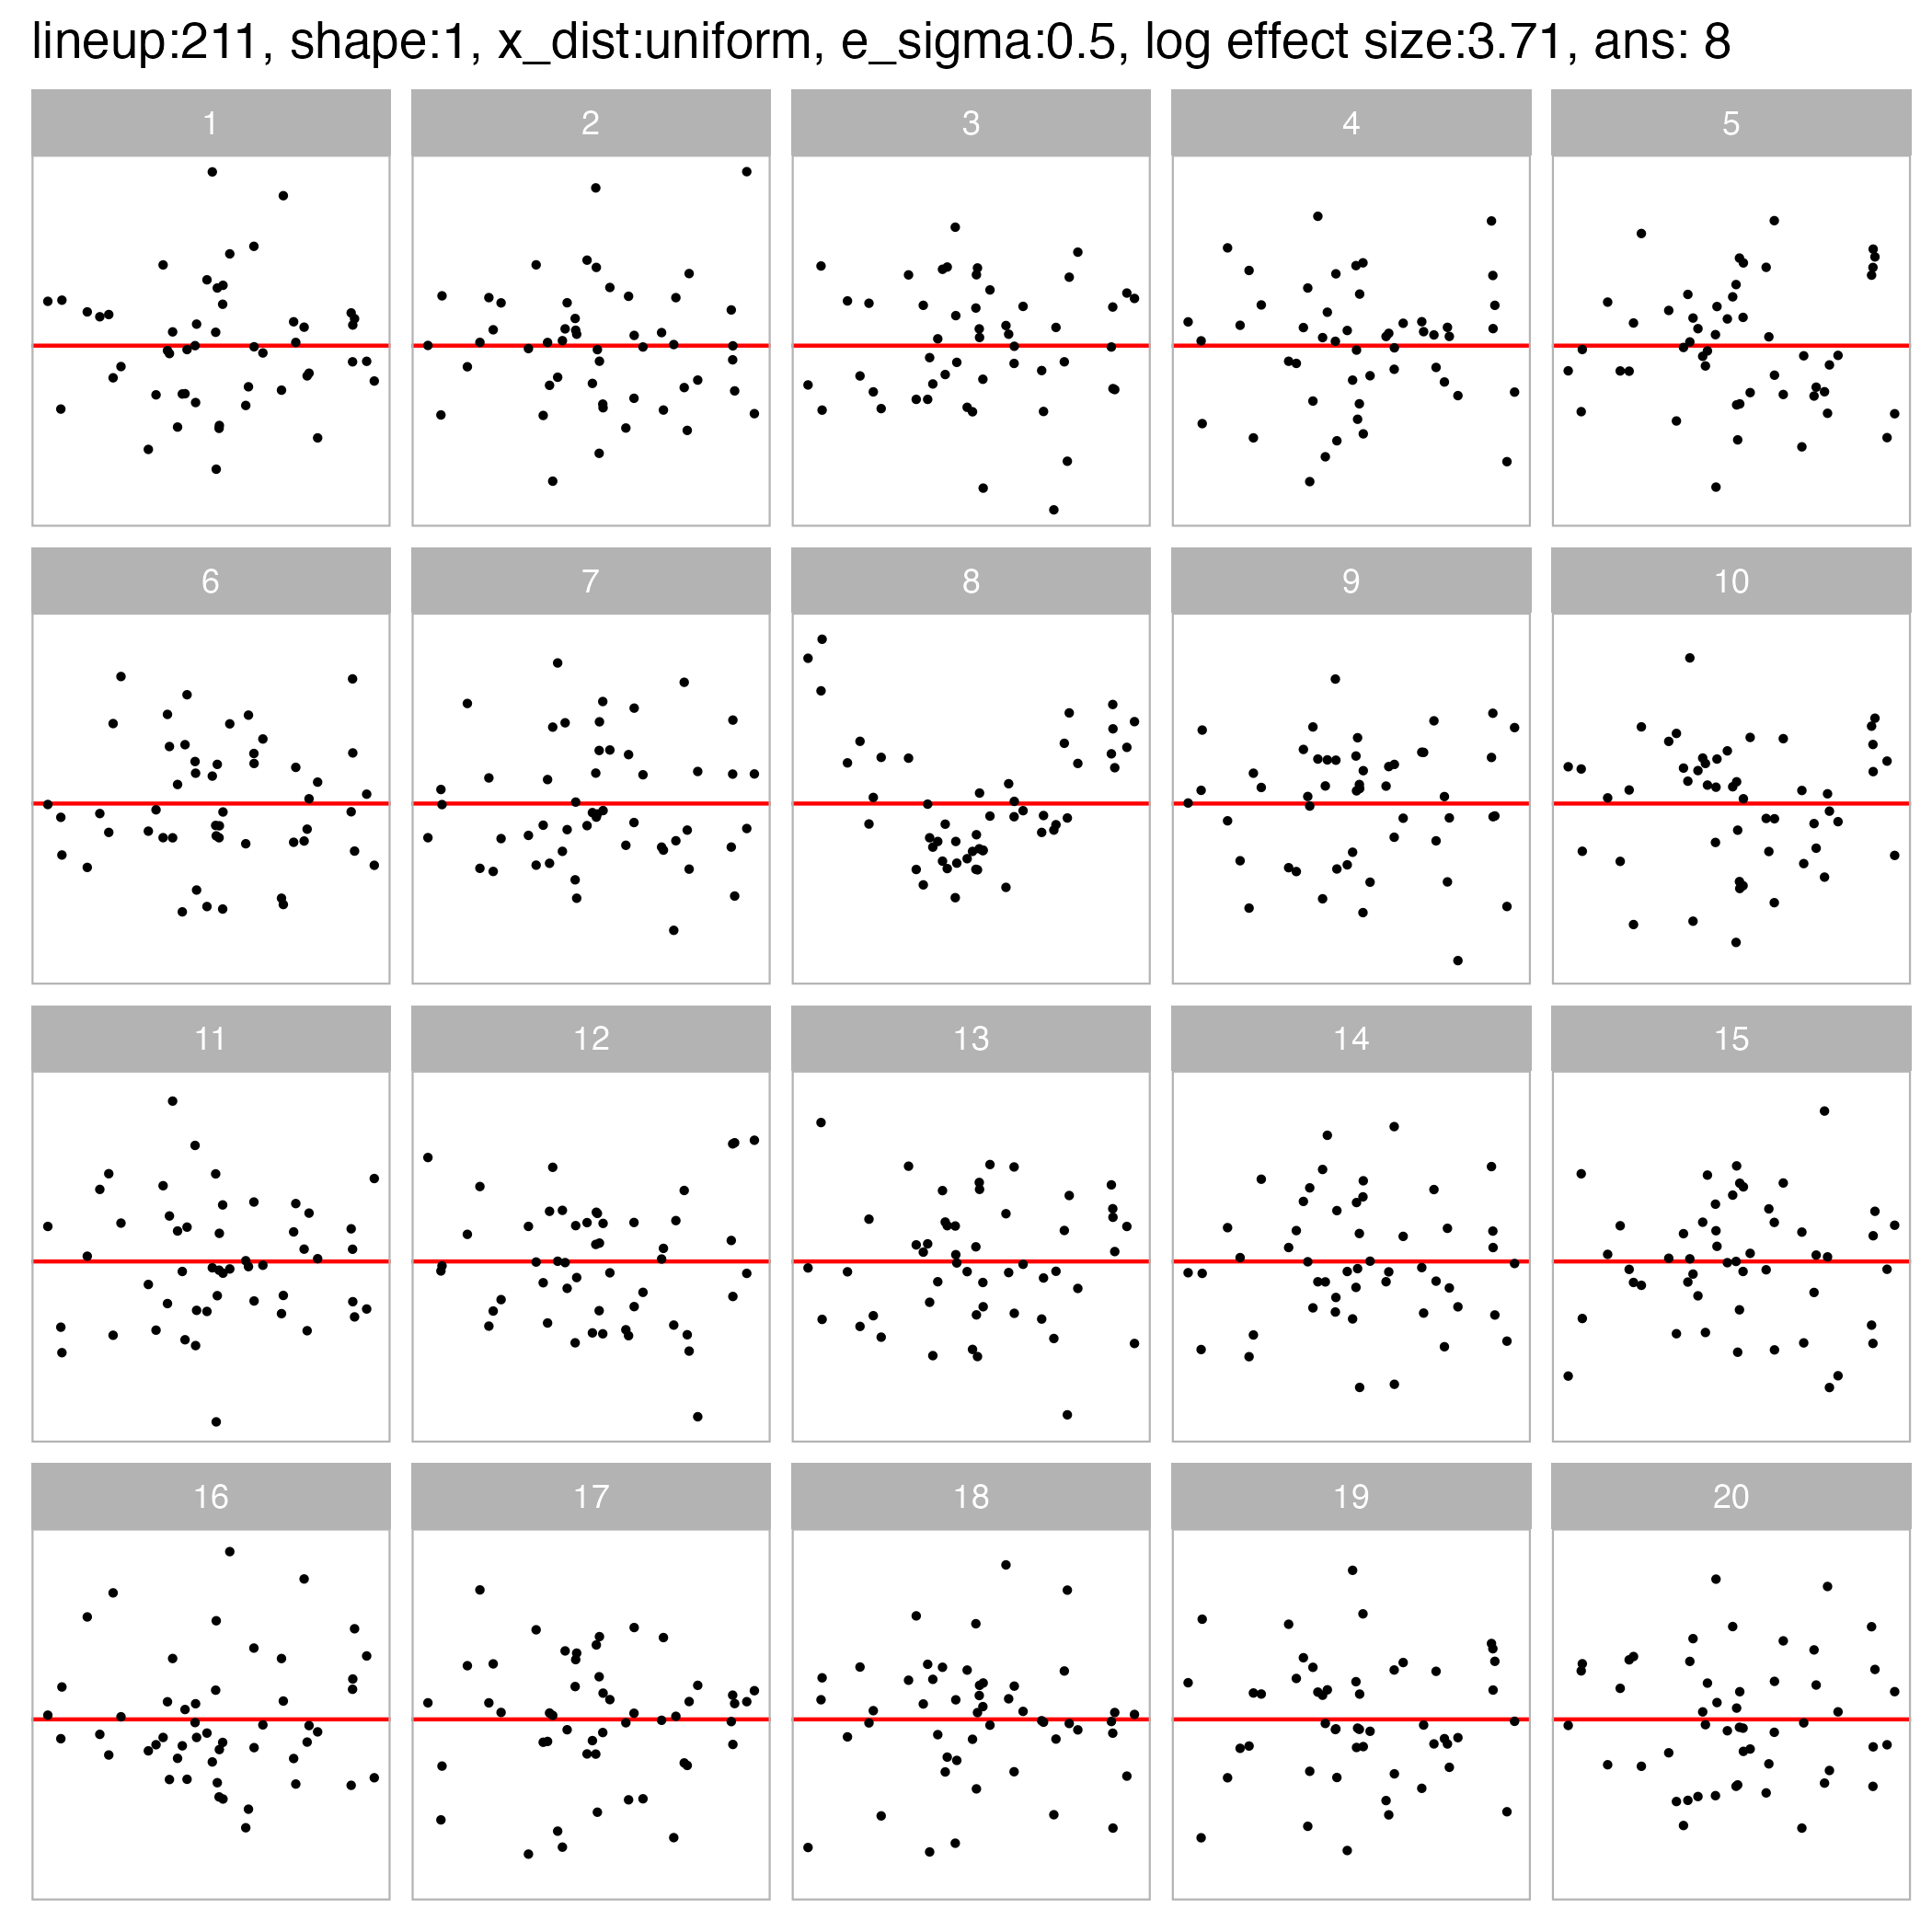 lineup:211, shape:1, x_dist:uniform, e_sigma:0.5, log effect size:3.71, ans: 8
1 2 3 4 5
6 7 8 9 10
11 12 13 14 15
16 17 18 19 20